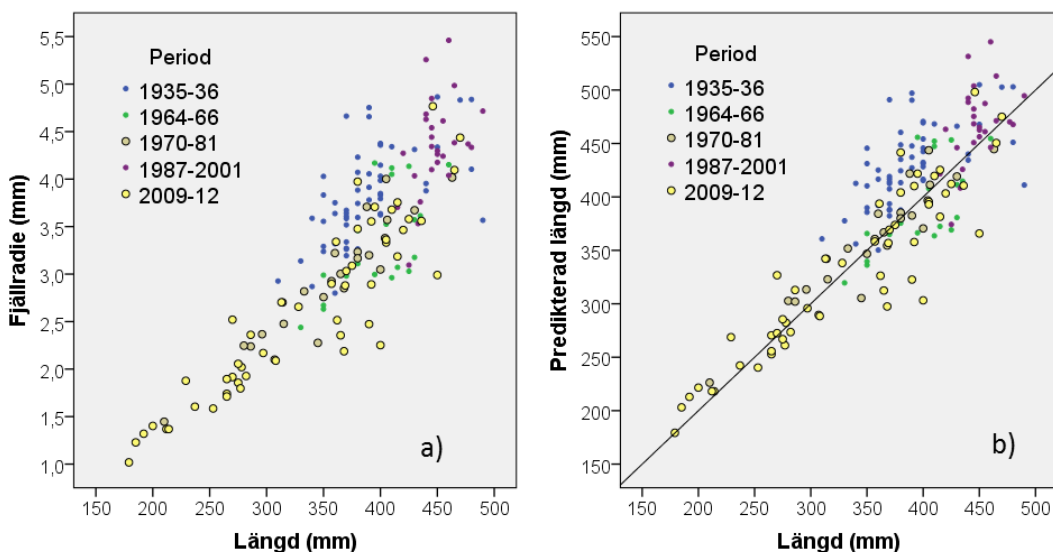 Period
1935-36
1964-66
1970-81
1987-2001
2009-12
5,5
5,0
4,5
4,0
3,5
3,0
2,5
2,0
1,5
1,0
Fjällradie (mm)
a)
150 200 250 300 350 400 450 500
Längd (mm)
Period
1935-36
1964-66
1970-81
1987-2001
2009-12
550
500
450
400
350
300
250
200
150
Predikterad längd (mm)
b)
150 200 250 300 350 400 450 500
Längd (mm)